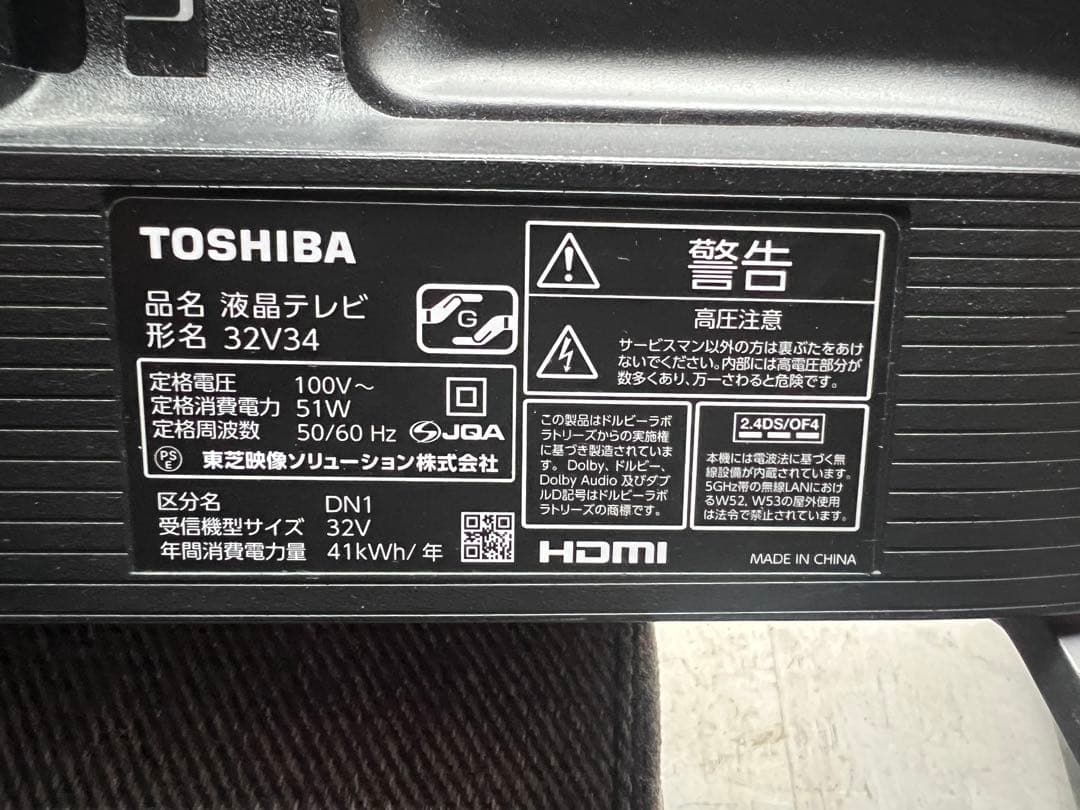 TOSHIBA
品名 液晶テレビ
形名 32V34
G
定格電圧 100V～
定格消費電力 51W
定格周波数 50/60 Hz JQA
PS
E
東芝映像ソリューション株式会社
区分名 DN1
受信機型サイズ 32V
年間消費電力量 41kWh/年
警告
高圧注意
サービスマン以外の方は裏ぶたをあけ
ないでください。内部には高電圧部分が
数多くあり、万一さわると危険です。
この製品はドルビーラボ
ラトリーズからの実施権
に基づき製造されていま
す。Dolby、ドルビー、
Dolby Audio 及びダブ
ルD記号はドルビーラボ
ラトリーズの商標です。
2.4DS/OF4
本機には電波法に基づく無
線設備が内蔵されています。
5GHz帯の無線LANにおけ
るW52、W53の屋外使用
は法令で禁止されています。
HDMI
MADE IN CHINA